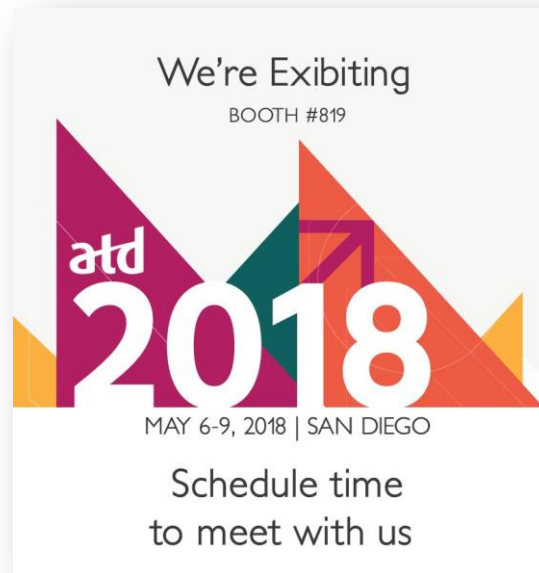 We're Exibiting
BOOTH #819
atd
2018
MAY 6-9, 2018 | SAN DIEGO
Schedule time
to meet with us